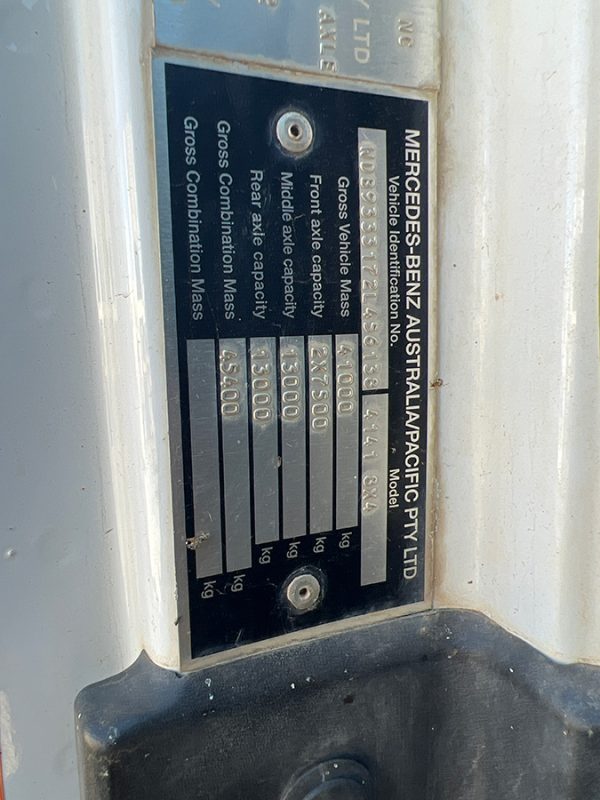 NC
Y LTD
AXLE
MERCEDES-BENZ AUSTRALIA/PACIFIC PTY LTD
Vehicle Identification No. Model
WDB9333172L456138 4141 8X4
Gross Vehicle Mass 41000 kg
Front axle capacity 2X7500 kg
Middle axle capacity 13000 kg
Rear axle capacity 13000 kg
Gross Combination Mass 45400 kg
Gross Combination Mass kg